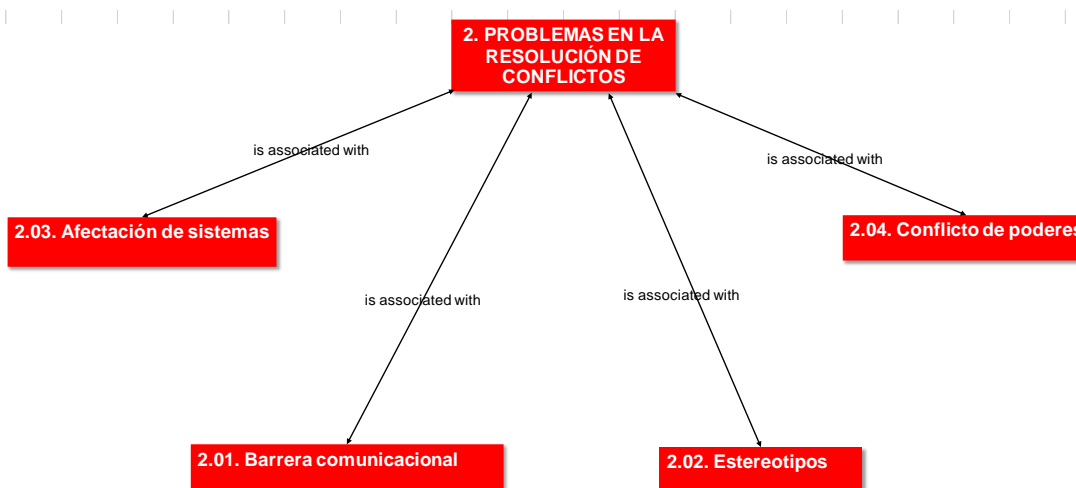 2. PROBLEMAS EN LA
RESOLUCIÓN DE
CONFLICTOS
is associated with
is associated with
2.03. Afectación de sistemas
2.04. Conflicto de poderes
is associated with
is associated with
2.01. Barrera comunicacional
2.02. Estereotipos